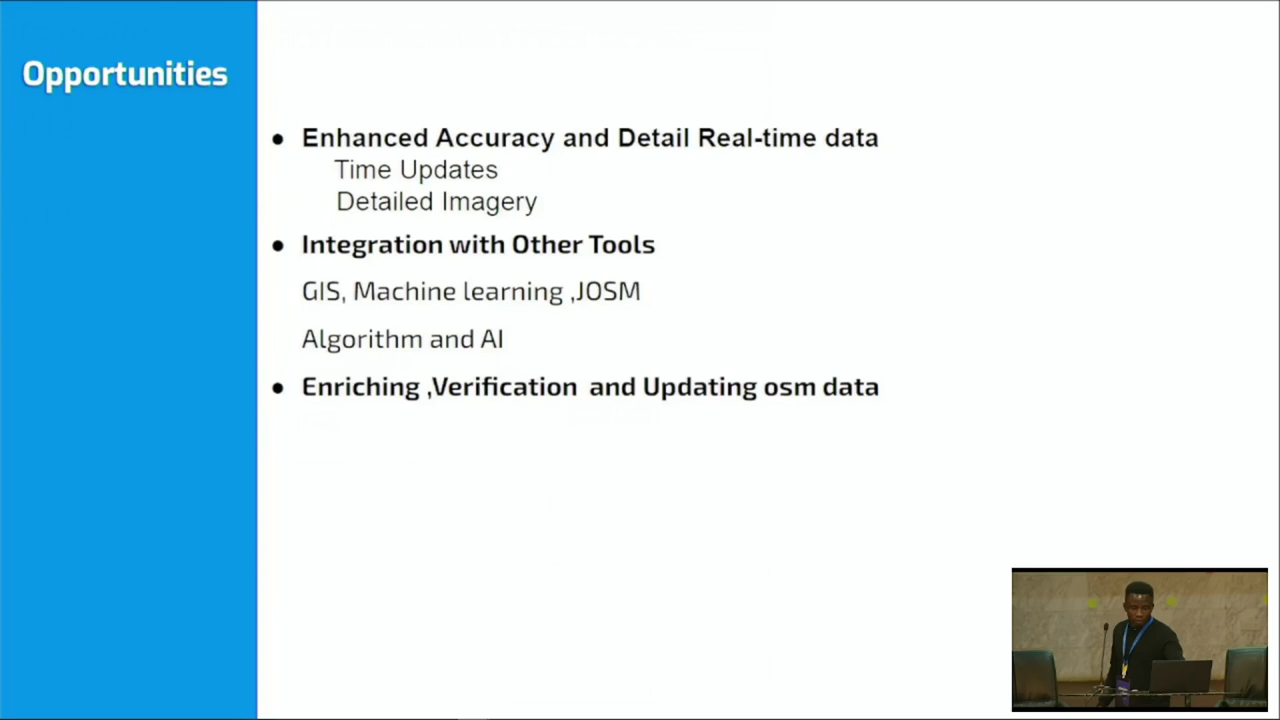 Opportunities
● Enhanced Accuracy and Detail Real-time data
Time Updates
Detailed Imagery
● Integration with Other Tools
GIS, Machine learning ,JOSM
Algorithm and AI
● Enriching ,Verification and Updating osm data